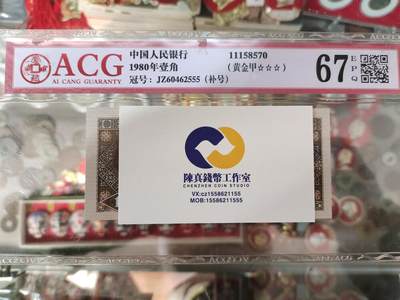 ACG
AI CANG GUARANTY
中国人民银行
1980年壹角
冠号：JZ60462555（补号）
11158570
（黄金甲☆☆☆）
67 EPQ
陳真錢幣工作室
CHENZHEN COIN STUDIO
VX:cz1558621155
MOB:15586211555